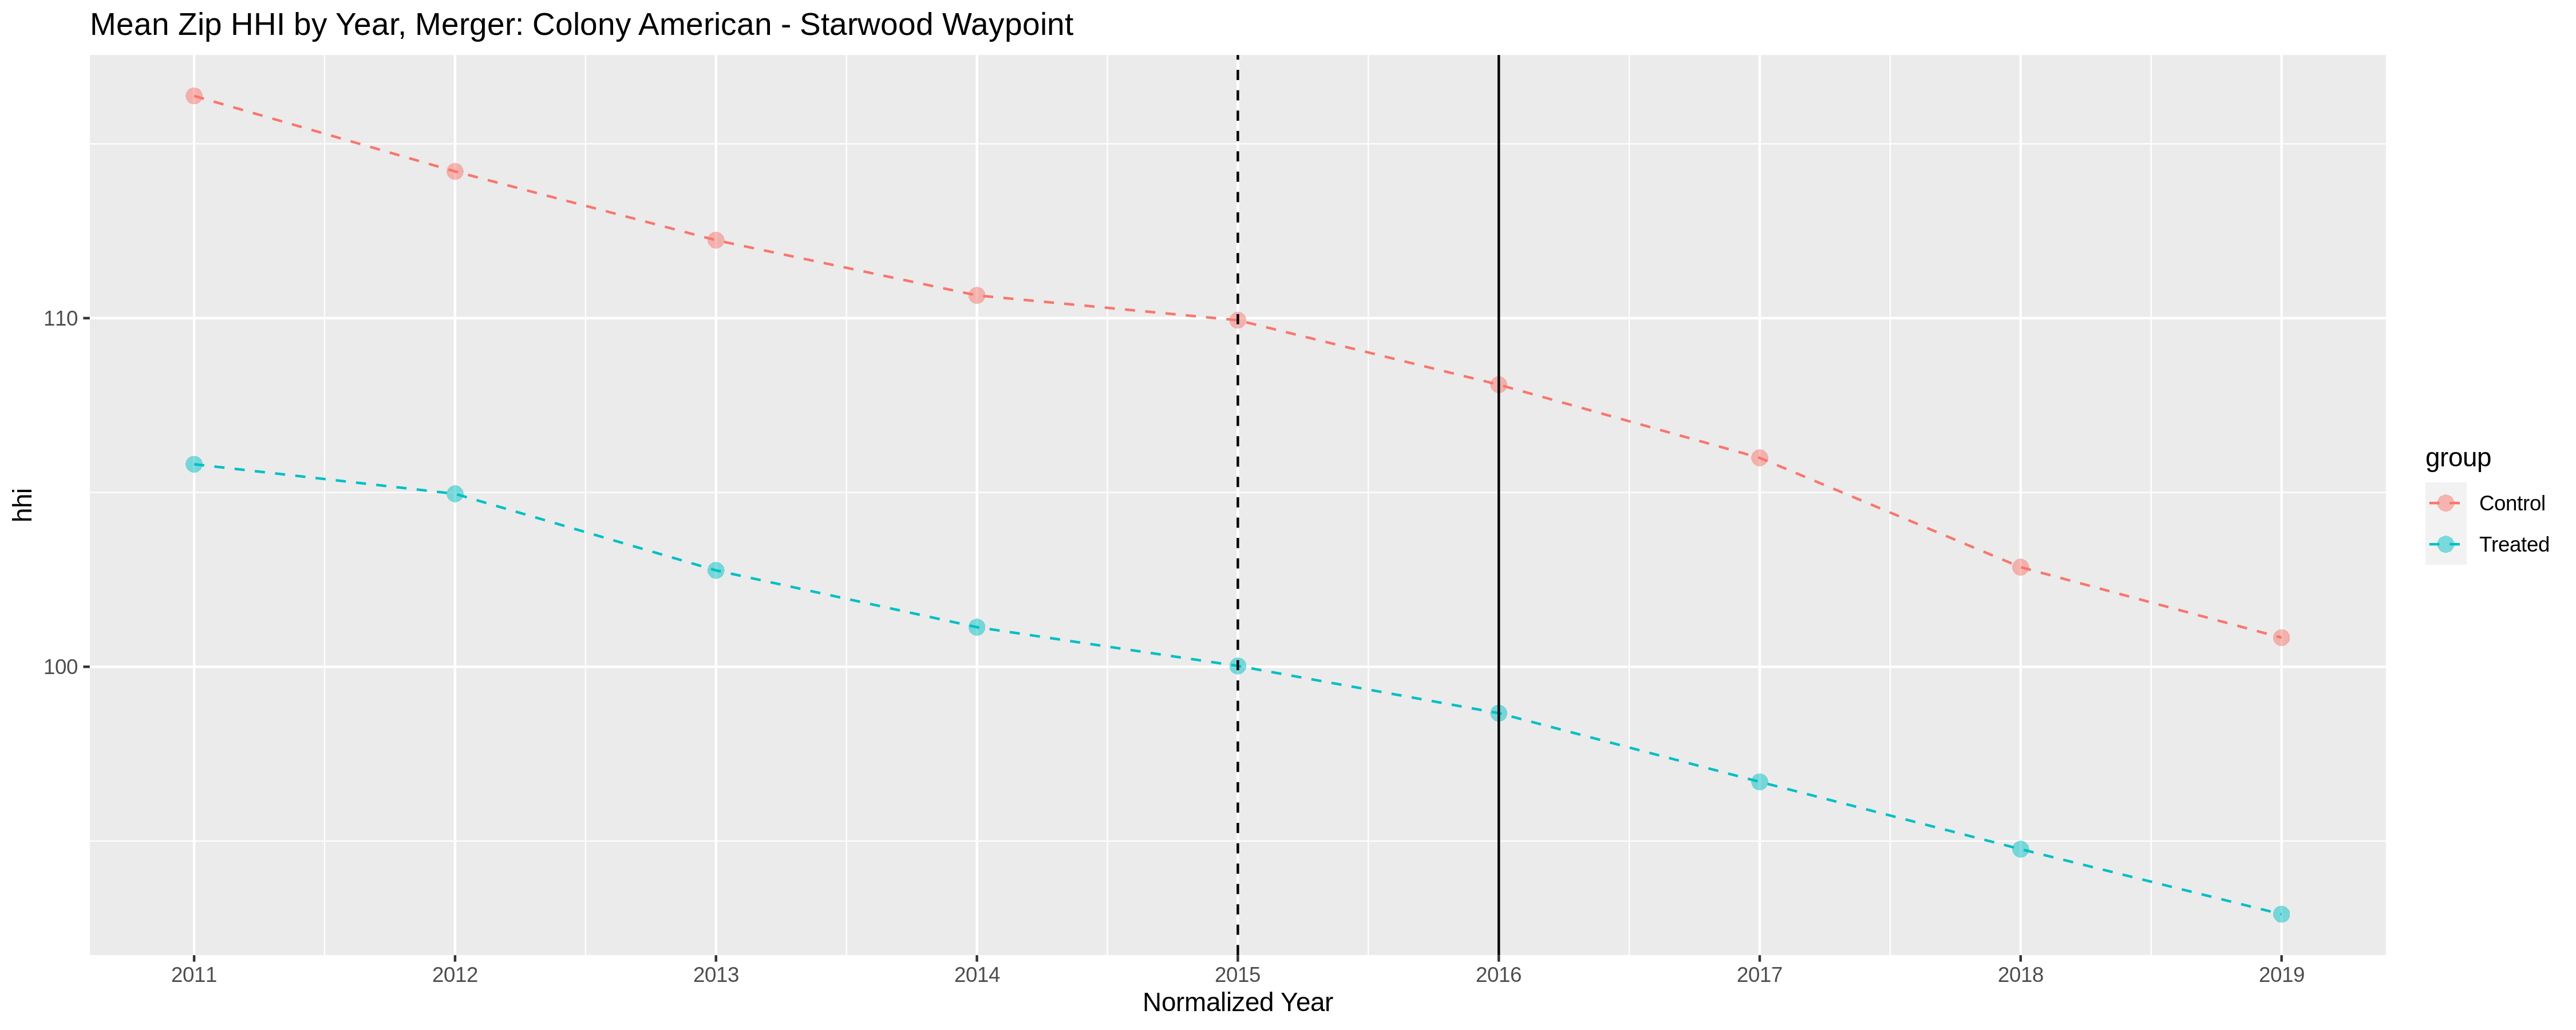 Mean Zip HHI by Year, Merger: Colony American - Starwood Waypoint
hhi
110
100
2011 2012 2013 2014 2015 2016 2017 2018 2019
Normalized Year
group
Control
Treated